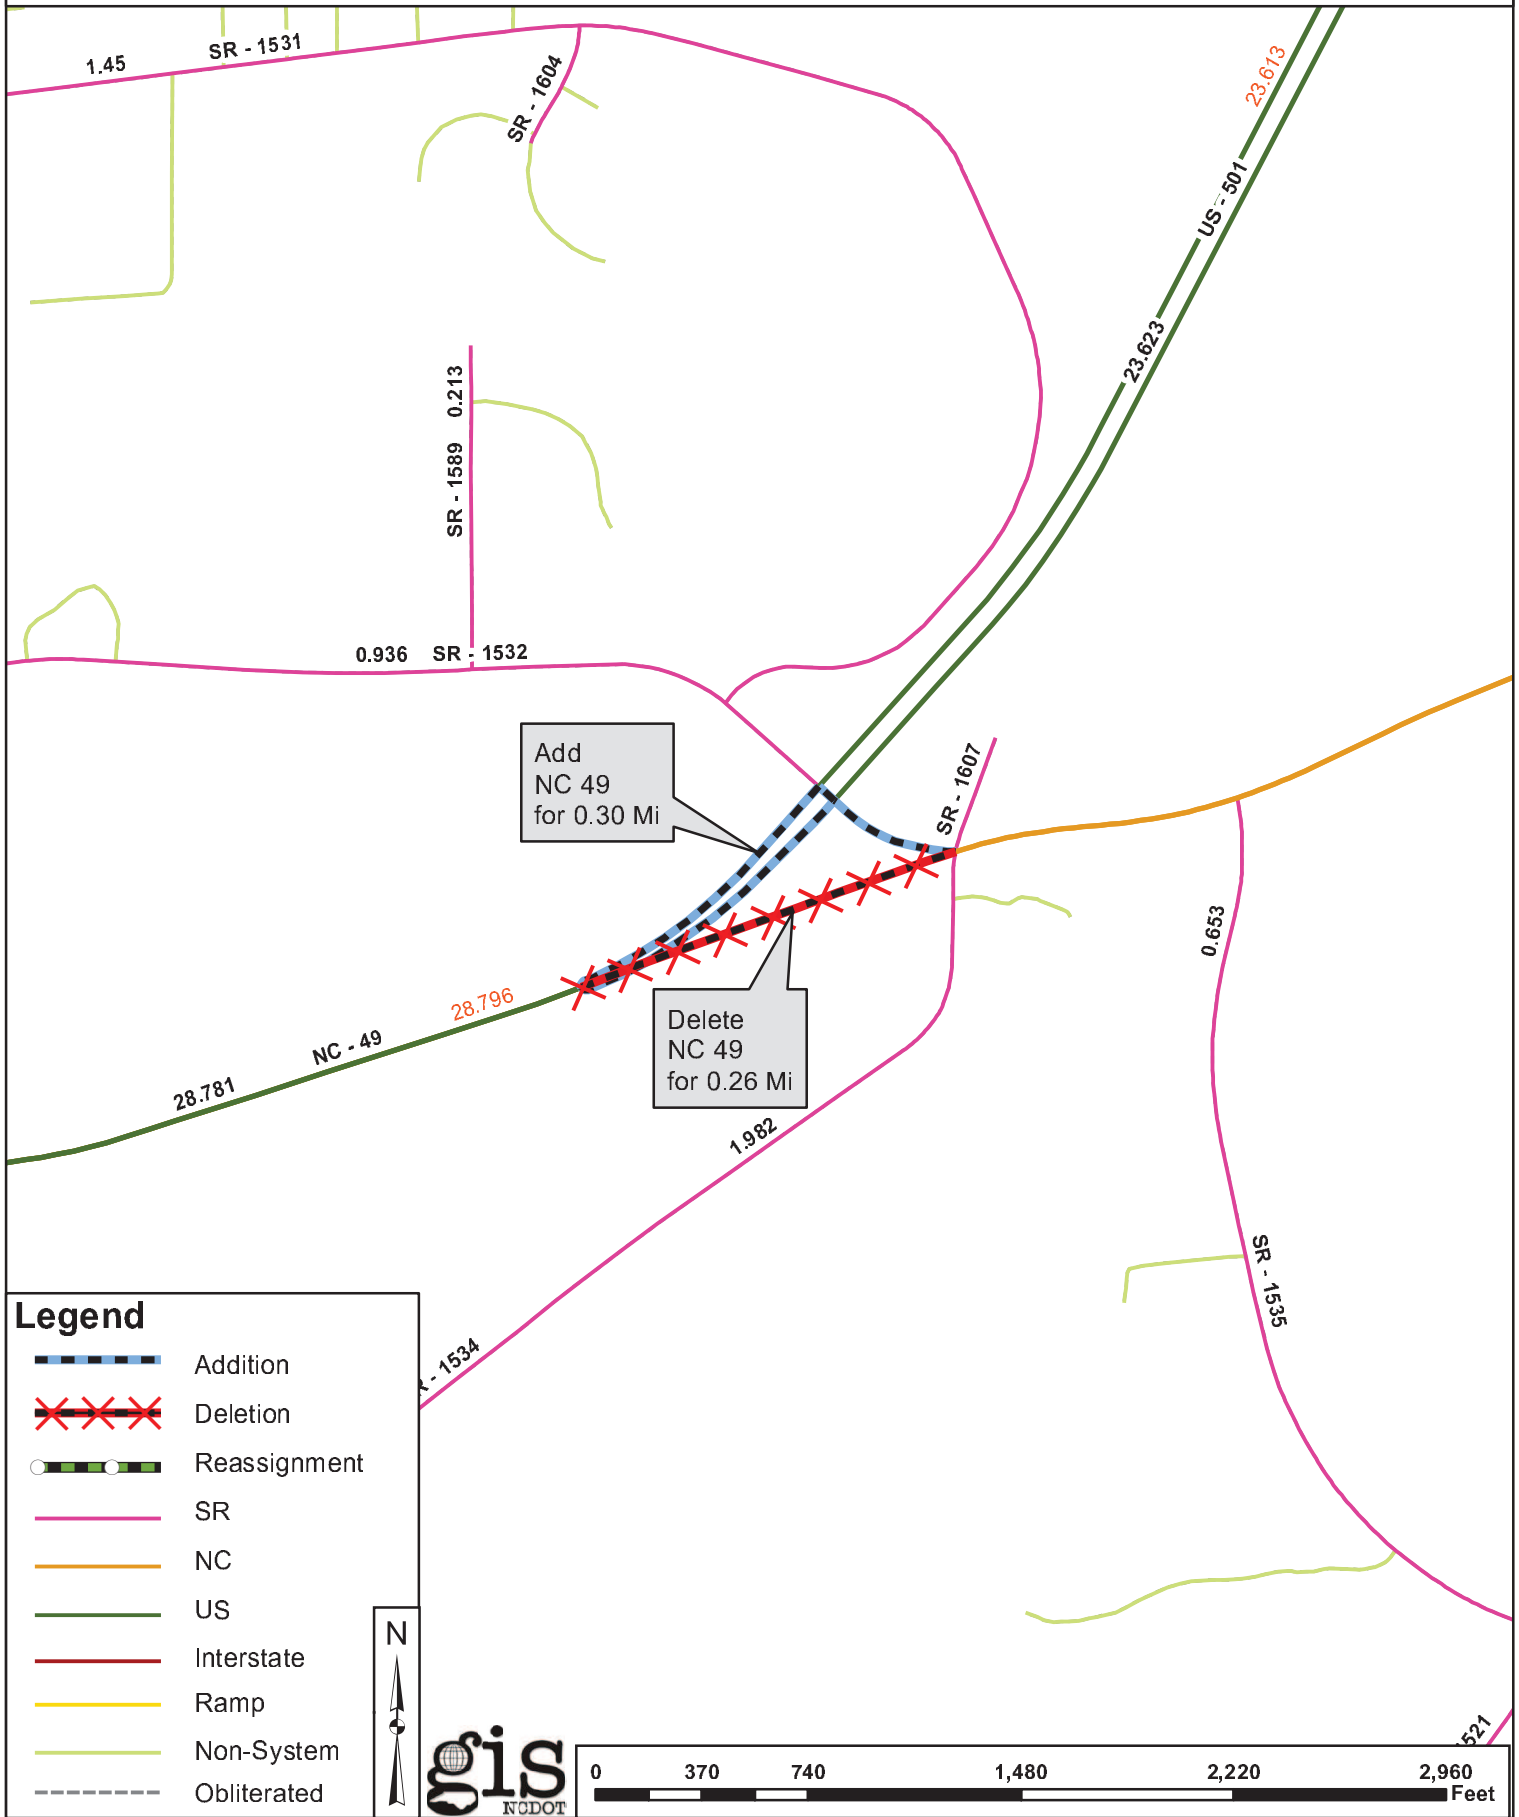 1.45
SR - 1531
SR - 1604
23.613
US - 501
23.623
0.213
SR - 1589
0.936
SR - 1532
Add
NC 49
for 0.30 Mi
SR - 1607
0.653
28.796
NC - 49
28.781
Delete
NC 49
for 0.26 Mi
1.982
SR - 1535
R - 1534
Legend
Addition
Deletion
Reassignment
SR
NC
US
Interstate
Ramp
Non-System
Obliterated
N
gis
NCDOT
0 370 740 1,480 2,220 2,960
Feet
1521